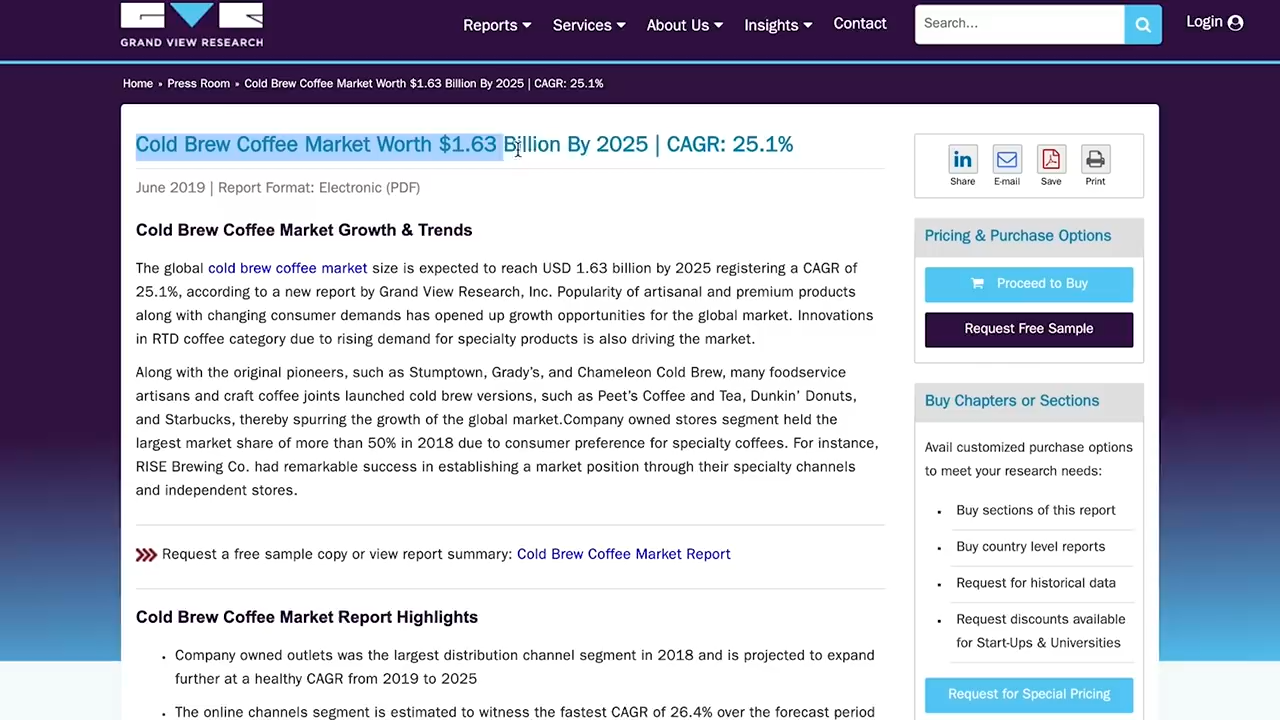 GRAND VIEW RESEARCH
Reports Services About Us Insights Contact
Search...
Login
Home » Press Room » Cold Brew Coffee Market Worth $1.63 Billion By 2025 | CAGR: 25.1%
Cold Brew Coffee Market Worth $1.63 Billion By 2025 | CAGR: 25.1%
June 2019 | Report Format: Electronic (PDF)
Cold Brew Coffee Market Growth & Trends
The global cold brew coffee market size is expected to reach USD 1.63 billion by 2025 registering a CAGR of
25.1%, according to a new report by Grand View Research, Inc. Popularity of artisanal and premium products
along with changing consumer demands has opened up growth opportunities for the global market. Innovations
in RTD coffee category due to rising demand for specialty products is also driving the market.
Along with the original pioneers, such as Stumptown, Grady's, and Chameleon Cold Brew, many foodservice
artisans and craft coffee joints launched cold brew versions, such as Peet's Coffee and Tea, Dunkin' Donuts,
and Starbucks, thereby spurring the growth of the global market.Company owned stores segment held the
largest market share of more than 50% in 2018 due to consumer preference for specialty coffees. For instance,
RISE Brewing Co. had remarkable success in establishing a market position through their specialty channels
and independent stores.
Request a free sample copy or view report summary: Cold Brew Coffee Market Report
Cold Brew Coffee Market Report Highlights
• Company owned outlets was the largest distribution channel segment in 2018 and is projected to expand
further at a healthy CAGR from 2019 to 2025
• The online channels segment is estimated to witness the fastest CAGR of 26.4% over the forecast period
in
Share E-mail Save Print
Pricing & Purchase Options
Proceed to Buy
Request Free Sample
Buy Chapters or Sections
Avail customized purchase options
to meet your research needs:
• Buy sections of this report
• Buy country level reports
• Request for historical data
• Request discounts available
for Start-Ups & Universities
Request for Special Pricing